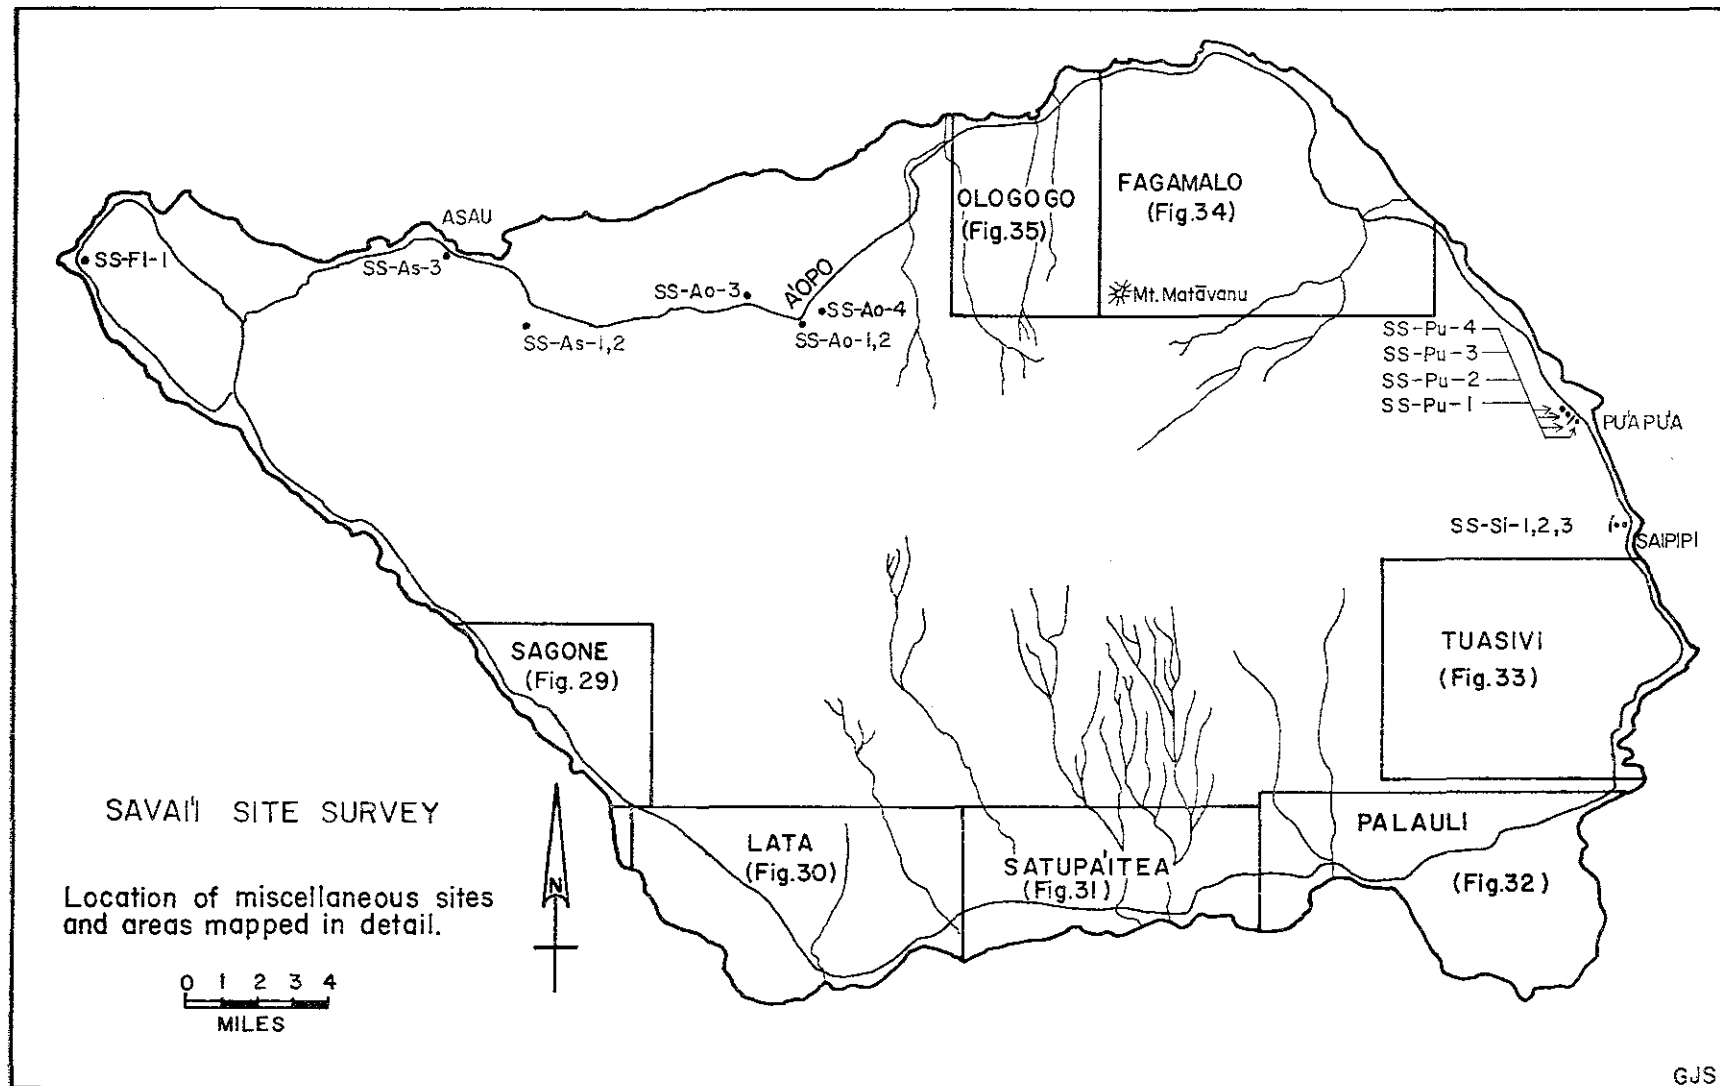 OLOGOGO
(Fig.35)
FAGAMALO
(Fig.34)
Mt. Matāvanu
ASAU
SS-Fl-1
SS-As-3
SS-Ao-3
A'OPO
SS-Ao-4
SS-As-1,2
SS-Ao-1,2
SS-Pu-4
SS-Pu-3
SS-Pu-2
SS-Pu-1
PU'APU'A
SS-Si-1,2,3
SAIPIPI
SAGONE
(Fig.29)
TUASIVI
(Fig.33)
SAVAI'I SITE SURVEY
Location of miscellaneous sites
and areas mapped in detail.
0 1 2 3 4
MILES
N
LATA
(Fig.30)
SATUPA'ITEA
(Fig.31)
PALAULI
(Fig.32)
GJS